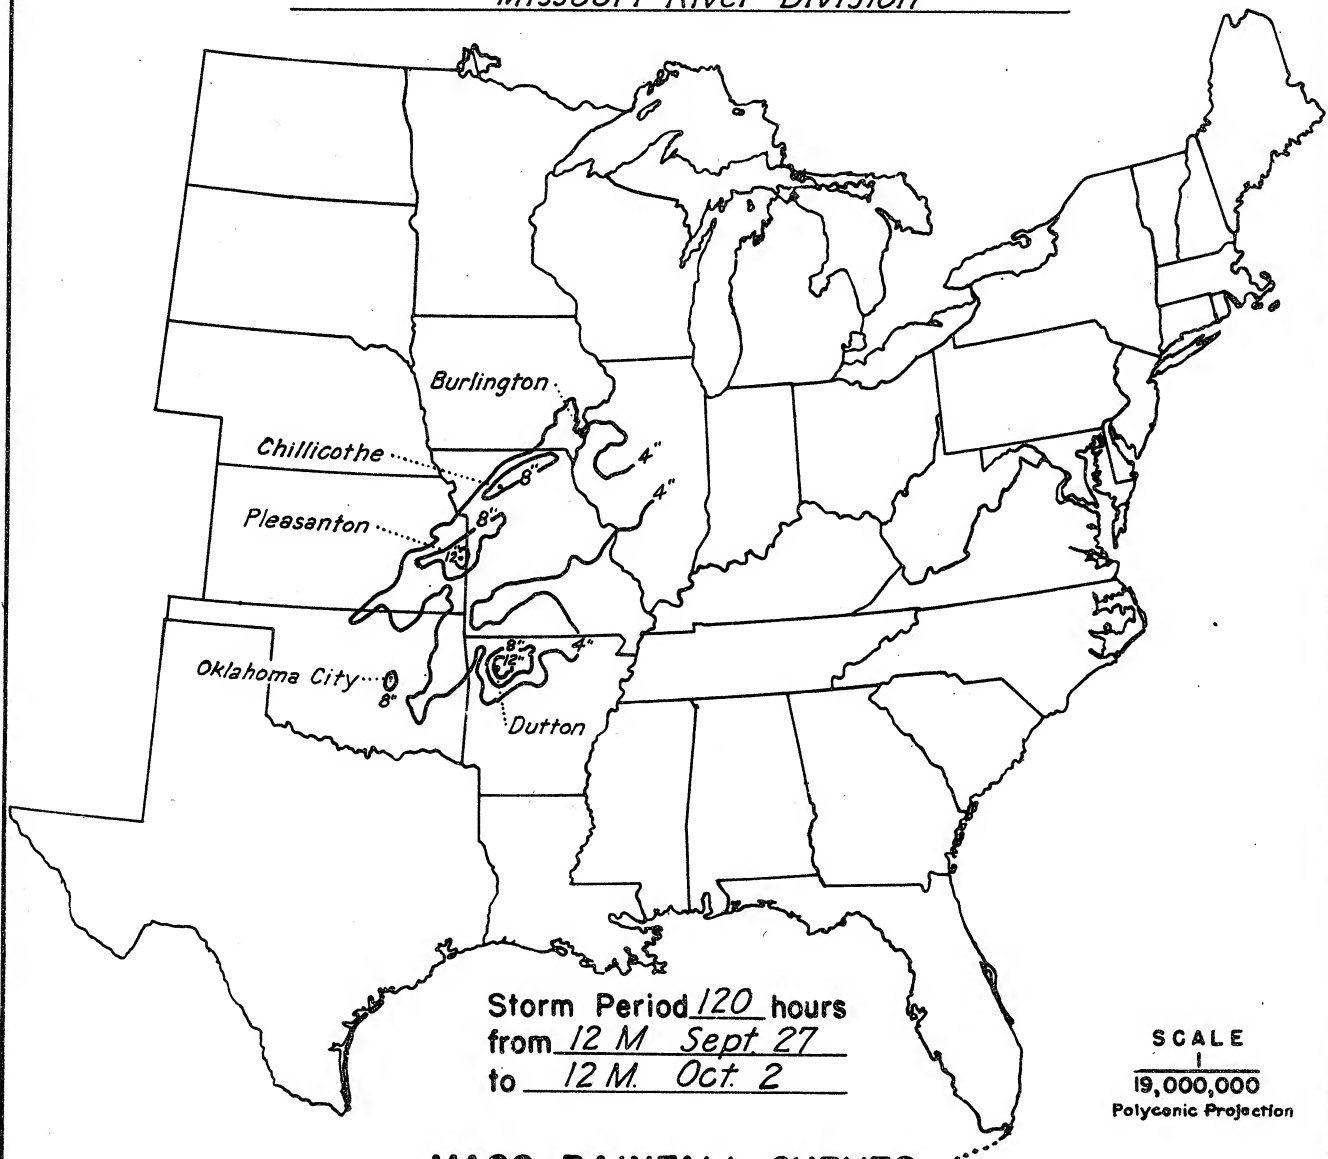 Missouri River Division
Burlington
4"
Chillicothe
8"
4"
Pleasanton
8"
12"
4"
8"
12"
Oklahoma City
8"
Dutton
Storm Period 120 hours
from 12 M Sept. 27
to 12 M. Oct. 2
SCALE
1
19,000,000
Polyconic Projection
MASS RAINFALL CURVES